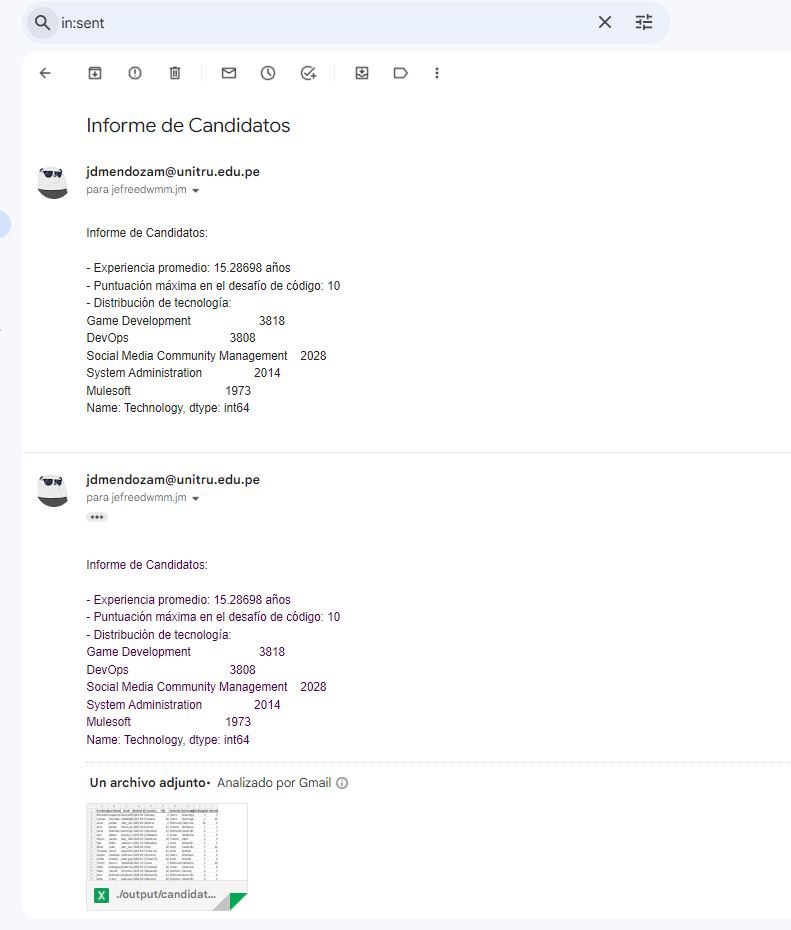 in:sent
Informe de Candidatos
jdmendozam@unitru.edu.pe
para jefreedwmm.jm
Informe de Candidatos:
- Experiencia promedio: 15.28698 años
- Puntuación máxima en el desafío de código: 10
- Distribución de tecnología:
Game Development 3818
DevOps 3808
Social Media Community Management 2028
System Administration 2014
Mulesoft 1973
Name: Technology, dtype: int64
jdmendozam@unitru.edu.pe
para jefreedwmm.jm
Informe de Candidatos:
- Experiencia promedio: 15.28698 años
- Puntuación máxima en el desafío de código: 10
- Distribución de tecnología:
Game Development 3818
DevOps 3808
Social Media Community Management 2028
System Administration 2014
Mulesoft 1973
Name: Technology, dtype: int64
Un archivo adjunto• Analizado por Gmail
X ./output/candidat...